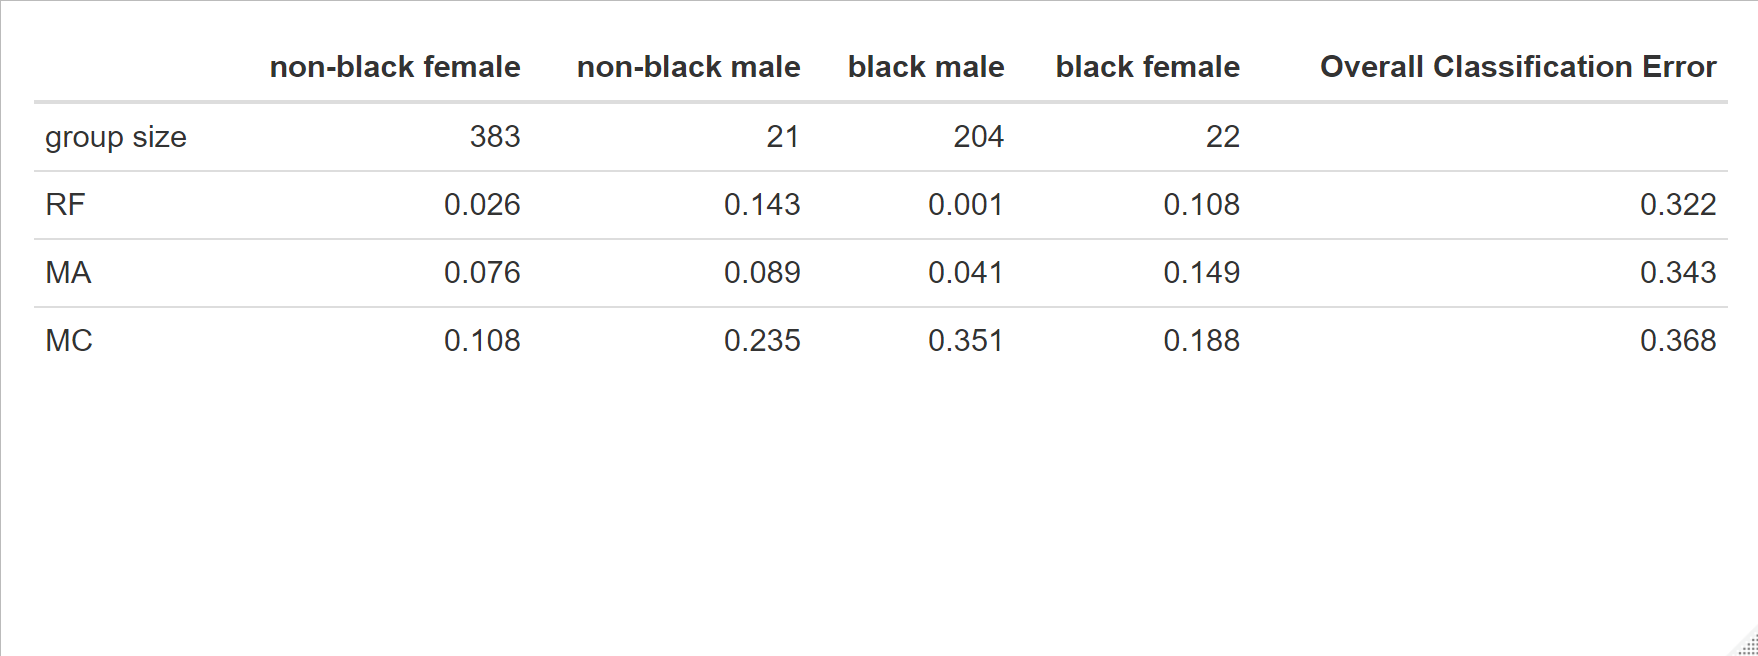 non-black female non-black male black male black female Overall Classification Error
group size 383 21 204 22
RF 0.026 0.143 0.001 0.108 0.322
MA 0.076 0.089 0.041 0.149 0.343
MC 0.108 0.235 0.351 0.188 0.368